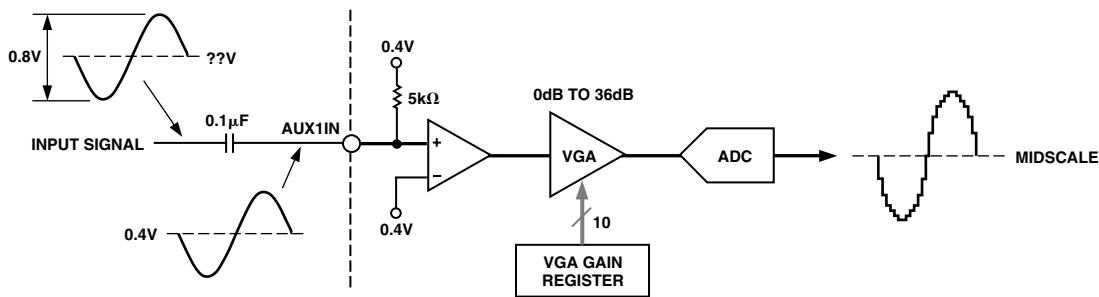 0.8V
??V
INPUT SIGNAL
0.1μF
AUX1IN
0.4V
0.4V
5kΩ
+
–
0.4V
0dB TO 36dB
VGA
10
VGA GAIN
REGISTER
ADC
MIDSCALE